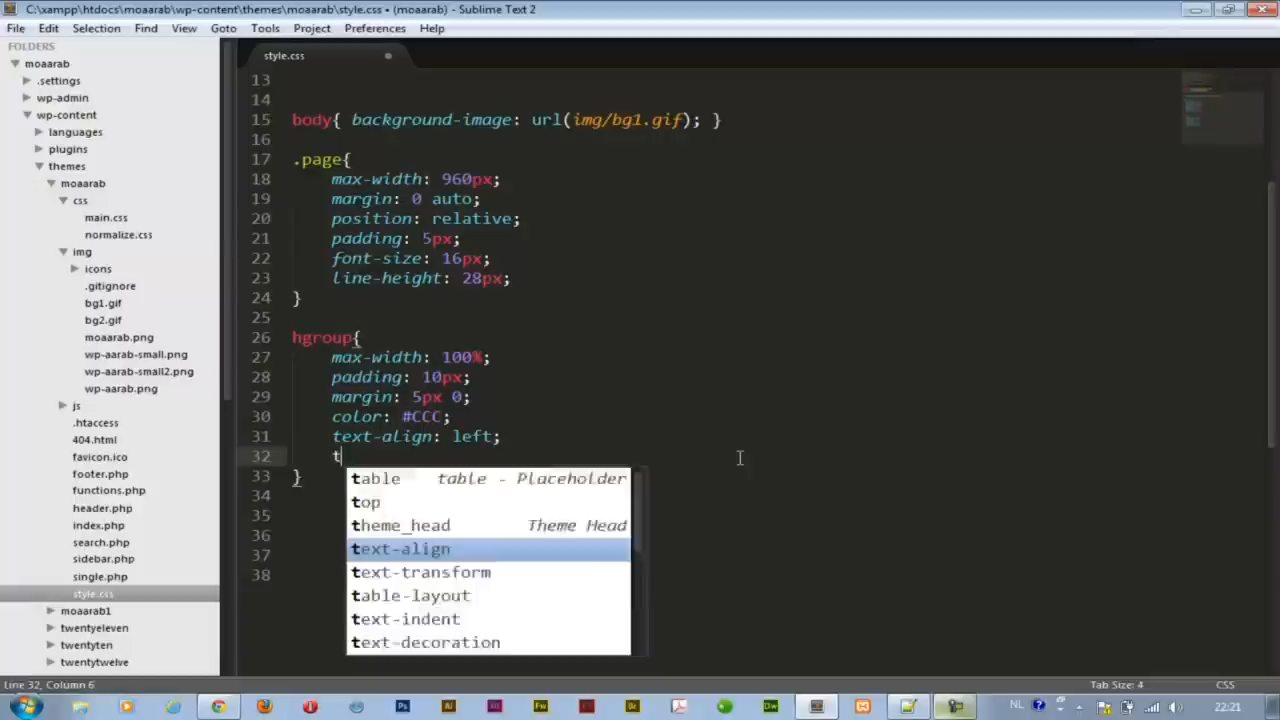 C:\xampp\htdocs\moaarab\wp-content\themes\moaarab\style.css • (moaarab) - Sublime Text 2
File Edit Selection Find View Goto Tools Project Preferences Help
FOLDERS
moaarab
.settings
wp-admin
wp-content
languages
plugins
themes
moaarab
css
main.css
normalize.css
img
icons
.gitignore
bg1.gif
bg2.gif
moaarab.png
wp-aarab-small.png
wp-aarab-small2.png
wp-aarab.png
js
.htaccess
404.html
favicon.ico
footer.php
functions.php
header.php
index.php
search.php
sidebar.php
single.php
style.css
moaarab1
twentyeleven
twentyten
twentytwelve
style.css
13
14
15 body{ background-image: url(img/bg1.gif); }
16
17 .page{
18 max-width: 960px;
19 margin: 0 auto;
20 position: relative;
21 padding: 5px;
22 font-size: 16px;
23 line-height: 28px;
24 }
25
26 hgroup{
27 max-width: 100%;
28 padding: 10px;
29 margin: 5px 0;
30 color: #CCC;
31 text-align: left;
32 t
33 }
34
35
36
37
38
table table - Placeholder
top
theme_head Theme Head
text-align
text-transform
table-layout
text-indent
text-decoration
Line 32, Column 6 Tab Size: 4 CSS
Ps Ai Fw Br Dw NL 22:21